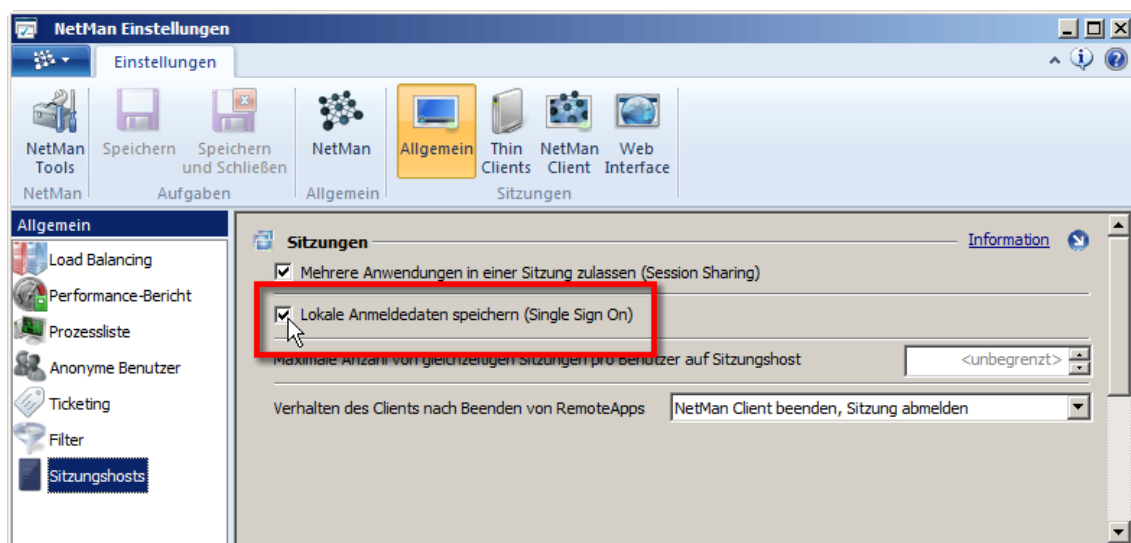 NetMan Einstellungen
Einstellungen
NetMan Tools
Speichern
Speichern und Schließen
NetMan
Allgemein
Thin Clients
NetMan Client
Web Interface
NetMan
Aufgaben
Allgemein
Sitzungen
Allgemein
Load Balancing
Performance-Bericht
Prozessliste
Anonyme Benutzer
Ticketing
Filter
Sitzungshosts
Sitzungen
Information
Mehrere Anwendungen in einer Sitzung zulassen (Session Sharing)
Lokale Anmeldedaten speichern (Single Sign On)
Maximale Anzahl von gleichzeitigen Sitzungen pro Benutzer auf Sitzungshost
<unbegrenzt>
Verhalten des Clients nach Beenden von RemoteApps
NetMan Client beenden, Sitzung abmelden